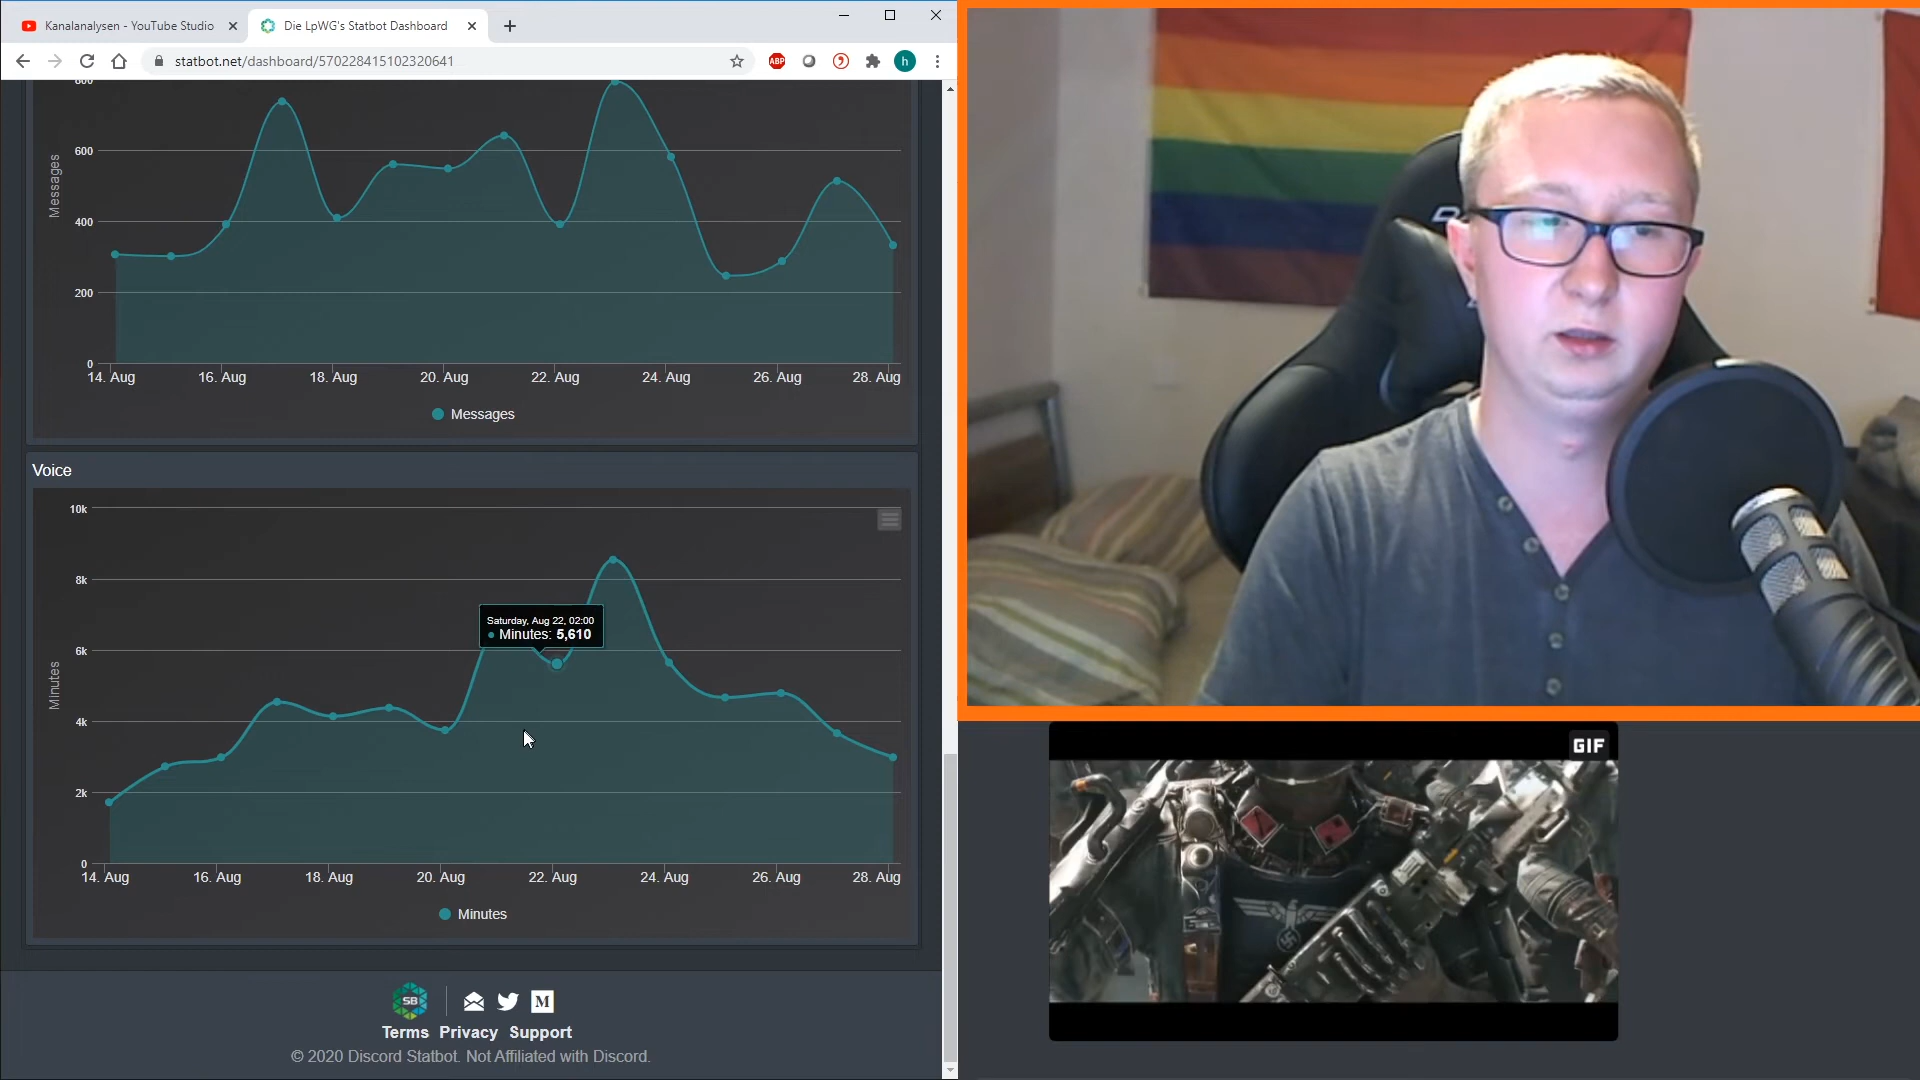 Kanalanalysen - YouTube Studio
Die LpWG's Statbot Dashboard
statbot.net/dashboard/570228415102320641
ABP
h
800
600
400
200
0
Messages
14. Aug
16. Aug
18. Aug
20. Aug
22. Aug
24. Aug
26. Aug
28. Aug
Messages
Voice
10k
8k
6k
4k
2k
0
Minutes
Saturday, Aug 22, 02:00
Minutes: 5,610
14. Aug
16. Aug
18. Aug
20. Aug
22. Aug
24. Aug
26. Aug
28. Aug
Minutes
SB
M
Terms Privacy Support
© 2020 Discord Statbot. Not Affiliated with Discord.
GIF